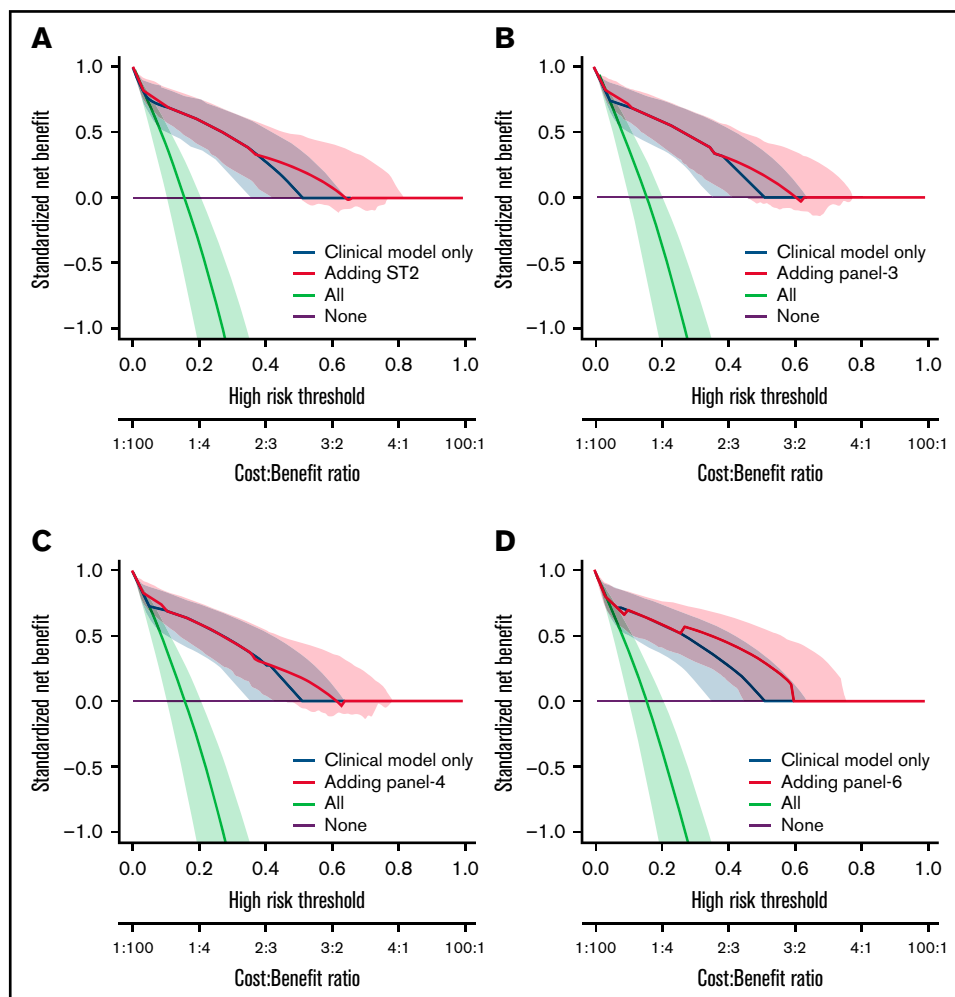 A
1.0
0.5
0.0
−0.5
−1.0
Standardized net benefit
Clinical model only
Adding ST2
All
None
0.0 0.2 0.4 0.6 0.8 1.0
High risk threshold
1:100 1:4 2:3 3:2 4:1 100:1
Cost:Benefit ratio
B
1.0
0.5
0.0
−0.5
−1.0
Standardized net benefit
Clinical model only
Adding panel-3
All
None
0.0 0.2 0.4 0.6 0.8 1.0
High risk threshold
1:100 1:4 2:3 3:2 4:1 100:1
Cost:Benefit ratio
C
1.0
0.5
0.0
−0.5
−1.0
Standardized net benefit
Clinical model only
Adding panel-4
All
None
0.0 0.2 0.4 0.6 0.8 1.0
High risk threshold
1:100 1:4 2:3 3:2 4:1 100:1
Cost:Benefit ratio
D
1.0
0.5
0.0
−0.5
−1.0
Standardized net benefit
Clinical model only
Adding panel-6
All
None
0.0 0.2 0.4 0.6 0.8 1.0
High risk threshold
1:100 1:4 2:3 3:2 4:1 100:1
Cost:Benefit ratio